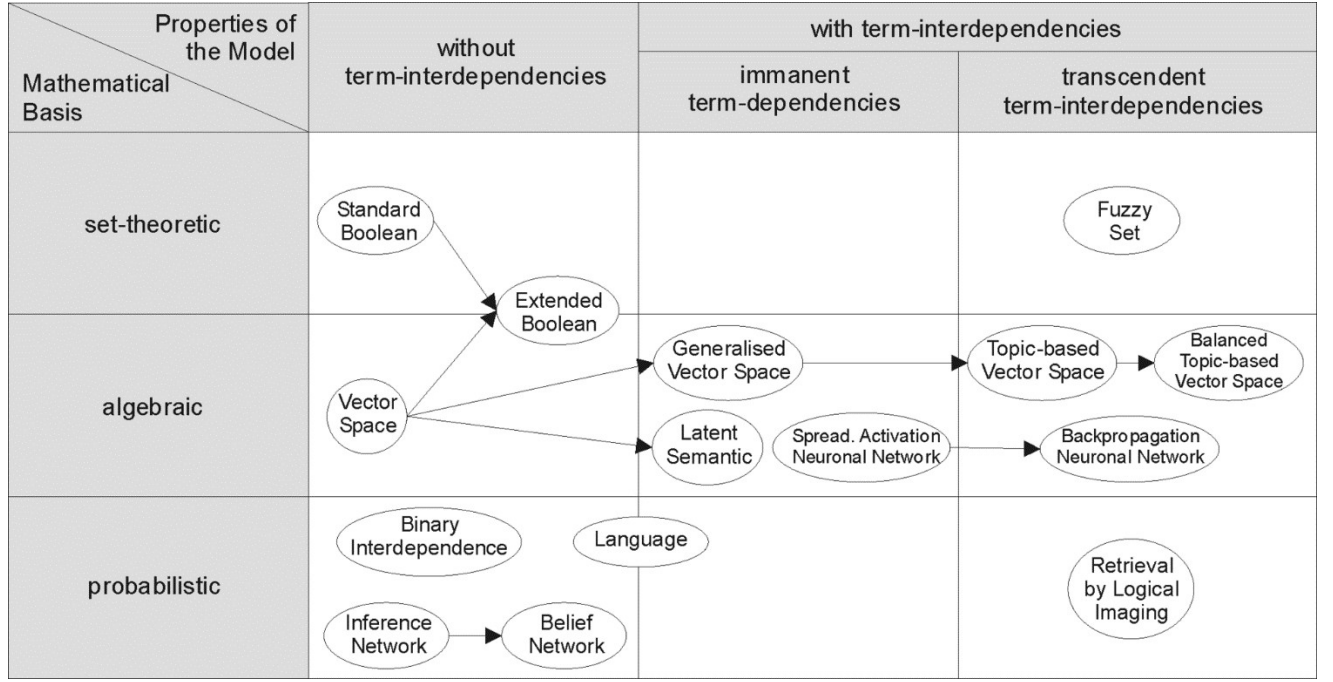 Properties of
the Model
Mathematical
Basis
without
term-interdependencies
with term-interdependencies
immanent
term-dependencies
transcendent
term-interdependencies
set-theoretic
Standard
Boolean
Extended
Boolean
Fuzzy
Set
algebraic
Vector
Space
Generalised
Vector Space
Topic-based
Vector Space
Balanced
Topic-based
Vector Space
Latent
Semantic
Spread. Activation
Neuronal Network
Backpropagation
Neuronal Network
probabilistic
Binary
Interdependence
Language
Inference
Network
Belief
Network
Retrieval
by Logical
Imaging